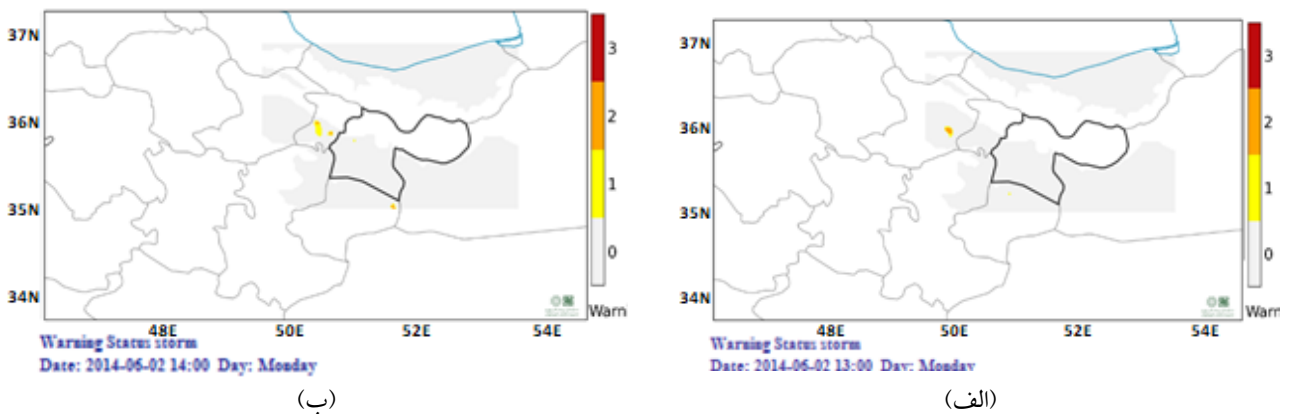 37N
36N
35N
34N
48E 50E 52E 54E
3
2
1
0
Warn
Warning Status storm
Date: 2014-06-02 14:00 Day: Monday
(ب)
37N
36N
35N
34N
48E 50E 52E 54E
3
2
1
0
Warn
Warning Status storm
Date: 2014-06-02 13:00 Day: Monday
(الف)